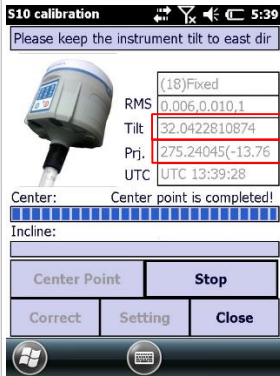 S10 calibration 5:39
Please keep the instrument tilt to east dir
(18)Fixed
RMS 0.006,0.010,1
Tilt 32.0422810874
Prj. 275.24045(-13.76
UTC UTC 13:39:28
Center: Center point is completed!
Incline:
Center Point Stop
Correct Setting Close